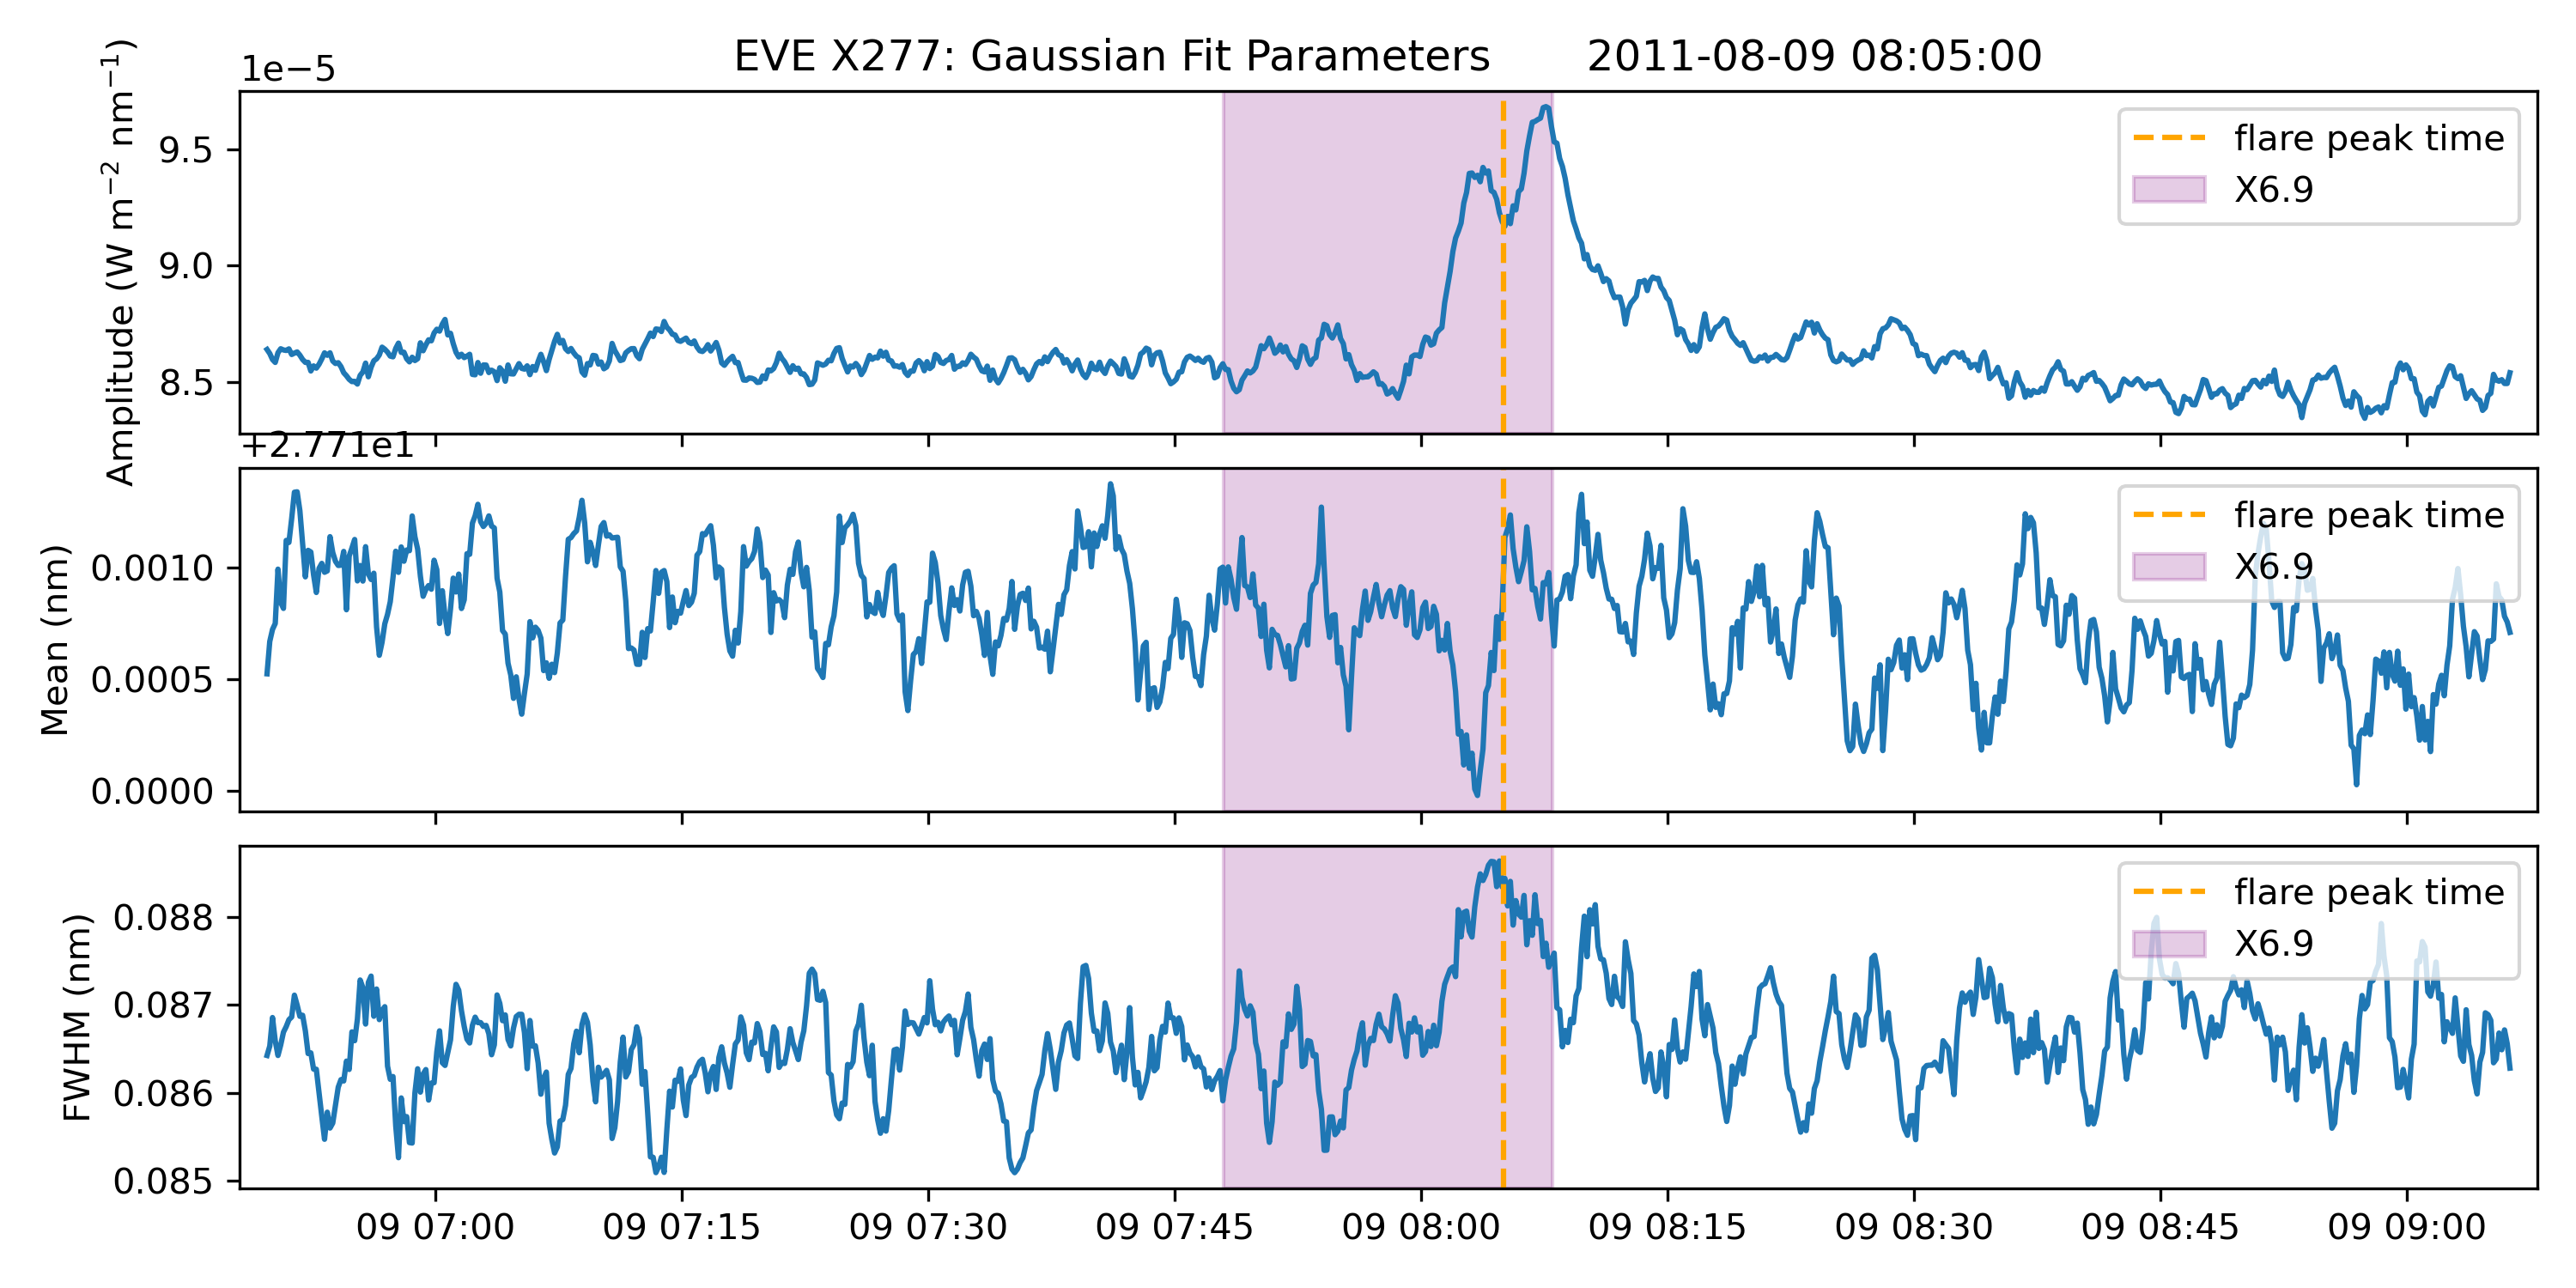 EVE X277: Gaussian Fit Parameters 2011-08-09 08:05:00
1e−5
Amplitude (W m⁻² nm⁻¹)
9.5
9.0
8.5
flare peak time
X6.9
+2.771e1
Mean (nm)
0.0010
0.0005
0.0000
flare peak time
X6.9
FWHM (nm)
0.088
0.087
0.086
0.085
flare peak time
X6.9
09 07:00 09 07:15 09 07:30 09 07:45 09 08:00 09 08:15 09 08:30 09 08:45 09 09:00